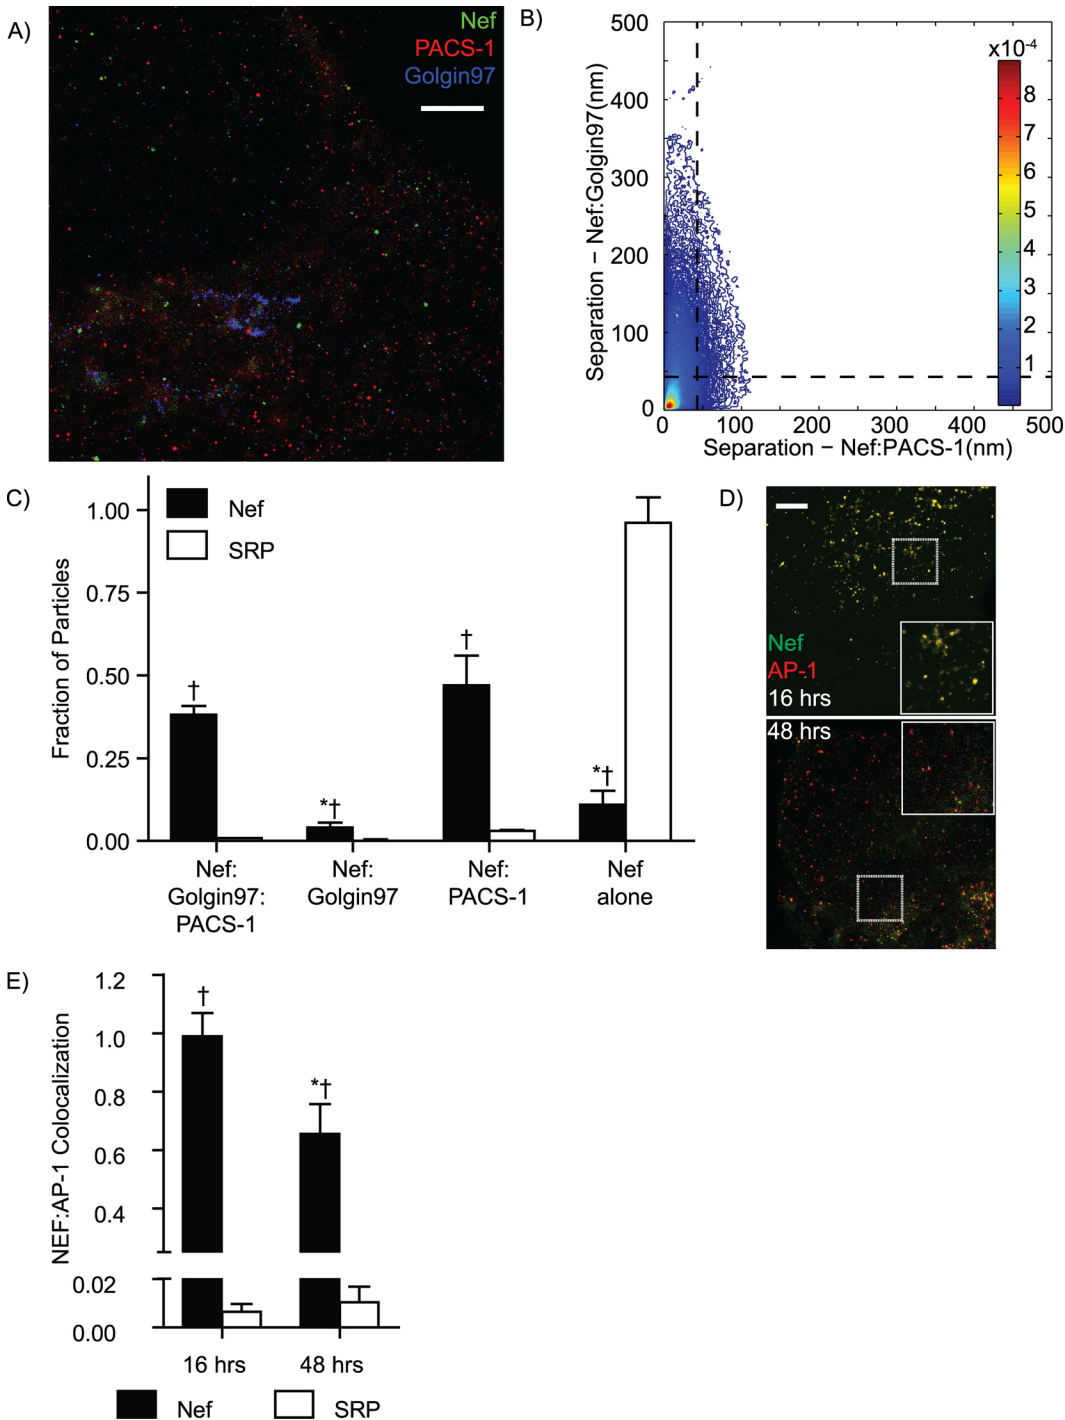 A)
Nef
PACS-1
Golgin97
B)
500
400
300
200
100
0
Separation – Nef:Golgin97(nm)
0 100 200 300 400 500
Separation – Nef:PACS-1(nm)
x10-4
8
7
6
5
4
3
2
1
C)
Nef
SRP
1.00
0.75
0.50
0.25
0.00
Fraction of Particles
†
*†
†
*†
Nef: Nef: Nef: Nef
Golgin97: Golgin97 PACS-1 alone
PACS-1
D)
Nef
AP-1
16 hrs
48 hrs
E)
1.2
1.0
0.8
0.6
0.4
0.02
0.00
NEF:AP-1 Colocalization
†
*†
16 hrs 48 hrs
Nef SRP